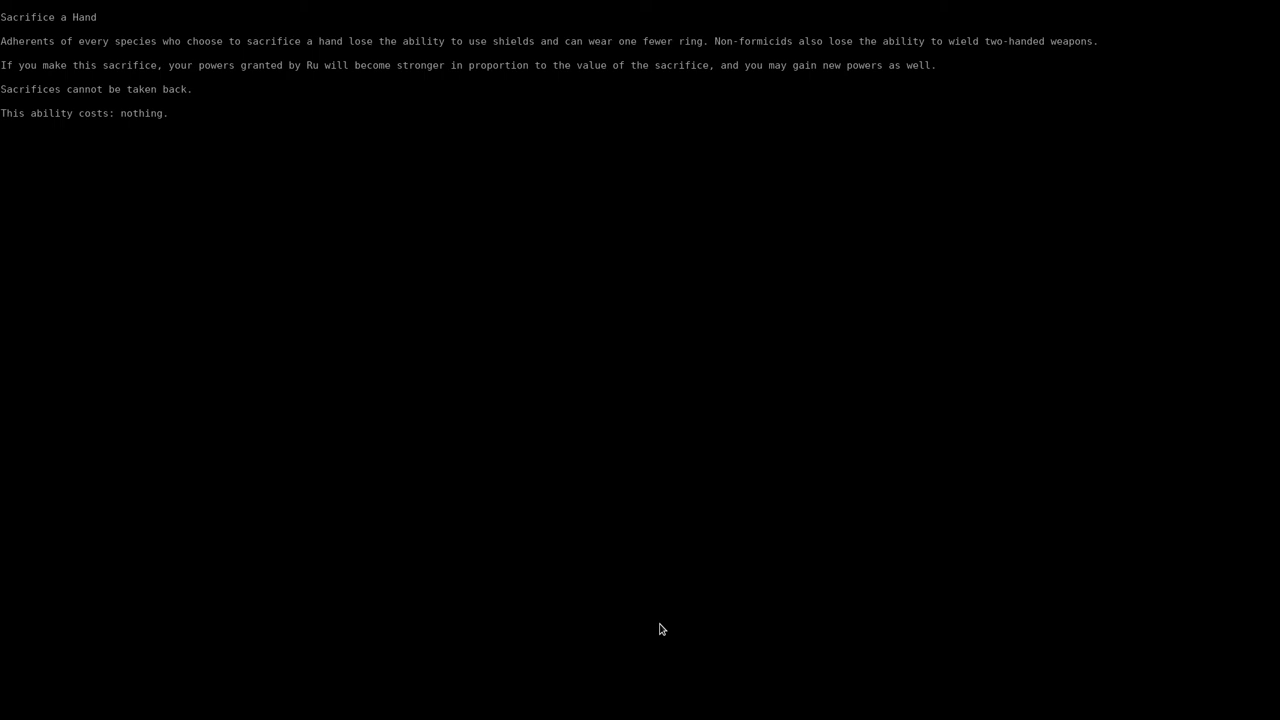 Sacrifice a Hand
Adherents of every species who choose to sacrifice a hand lose the ability to use shields and can wear one fewer ring. Non-formicids also lose the ability to wield two-handed weapons.
If you make this sacrifice, your powers granted by Ru will become stronger in proportion to the value of the sacrifice, and you may gain new powers as well.
Sacrifices cannot be taken back.
This ability costs: nothing.